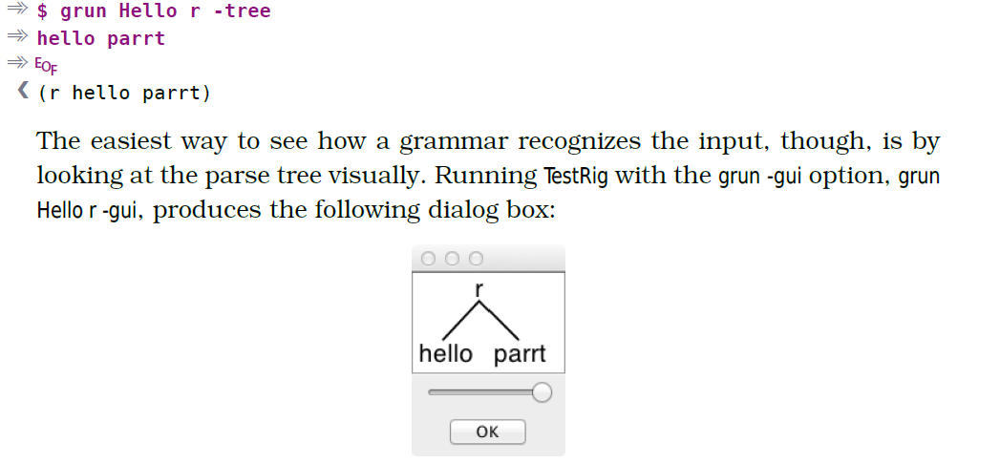 ⇒ $ grun Hello r -tree
⇒ hello parrt
⇒ EOF
❮ (r hello parrt)
The easiest way to see how a grammar recognizes the input, though, is by
looking at the parse tree visually. Running TestRig with the grun -gui option, grun
Hello r -gui, produces the following dialog box:
r
hello parrt
OK